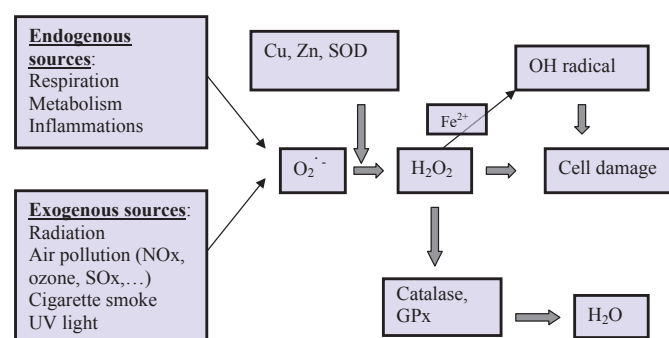 Endogenous
sources:
Respiration
Metabolism
Inflammations
Cu, Zn, SOD
OH radical
Fe²⁺
O₂˙⁻
H₂O₂
Cell damage
Exogenous sources:
Radiation
Air pollution (NOx,
ozone, SOx,…)
Cigarette smoke
UV light
Catalase,
GPx
H₂O